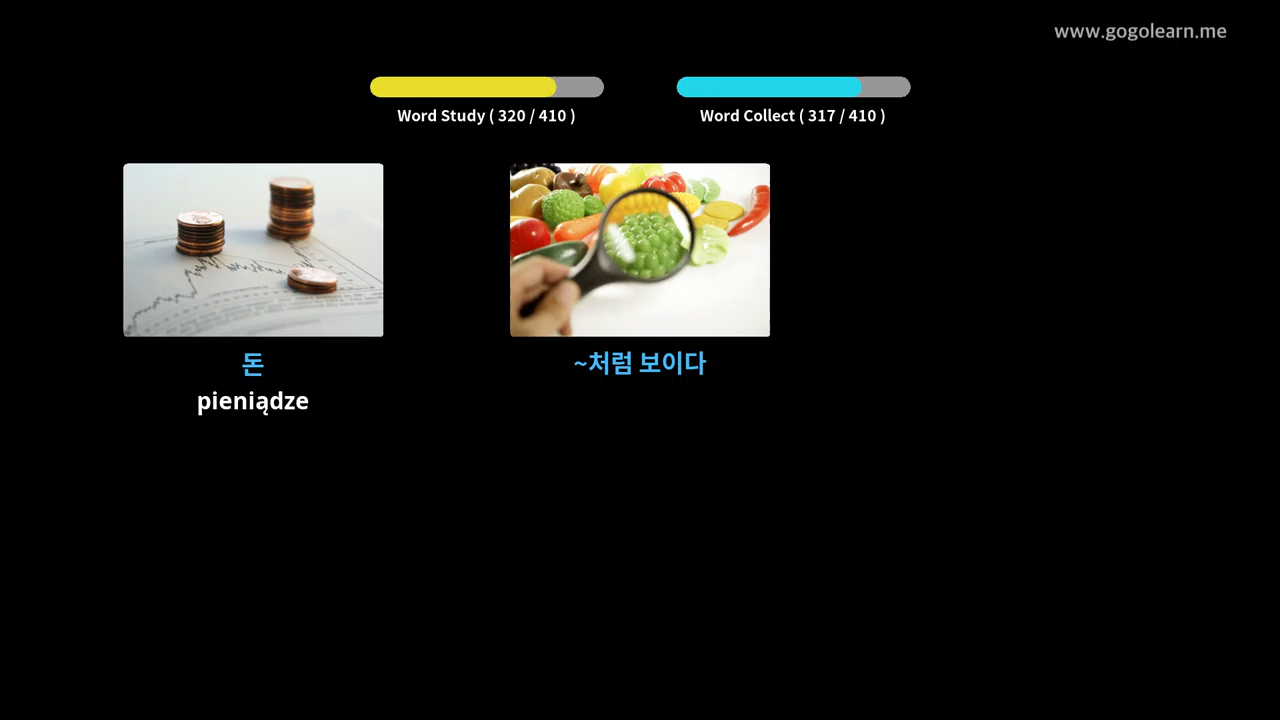 www.gogolearn.me
Word Study ( 320 / 410 )
Word Collect ( 317 / 410 )
돈
~처럼 보이다
pieniądze